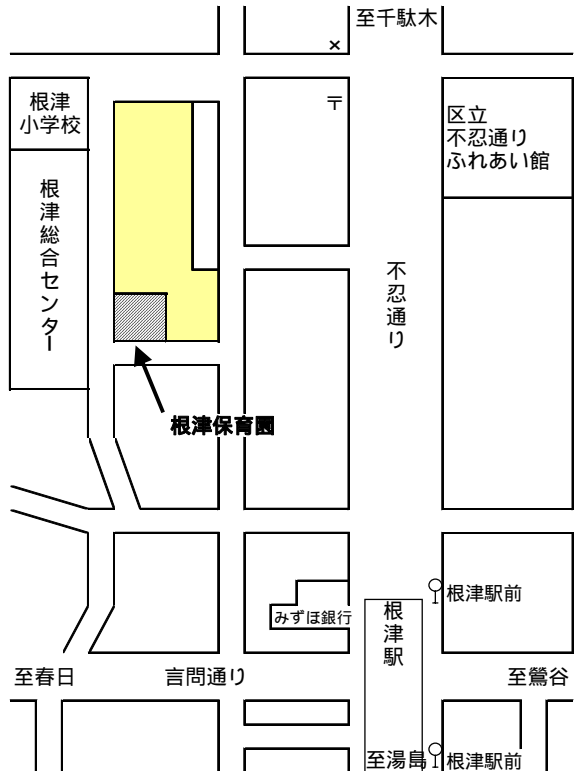 至千駄木
×
〒
根津
小学校
区立
不忍通り
ふれあい館
根津総合センター
不忍通り
根津保育園
根津駅前
みずほ銀行
根津駅
至春日
言問通り
至鶯谷
至湯島
根津駅前